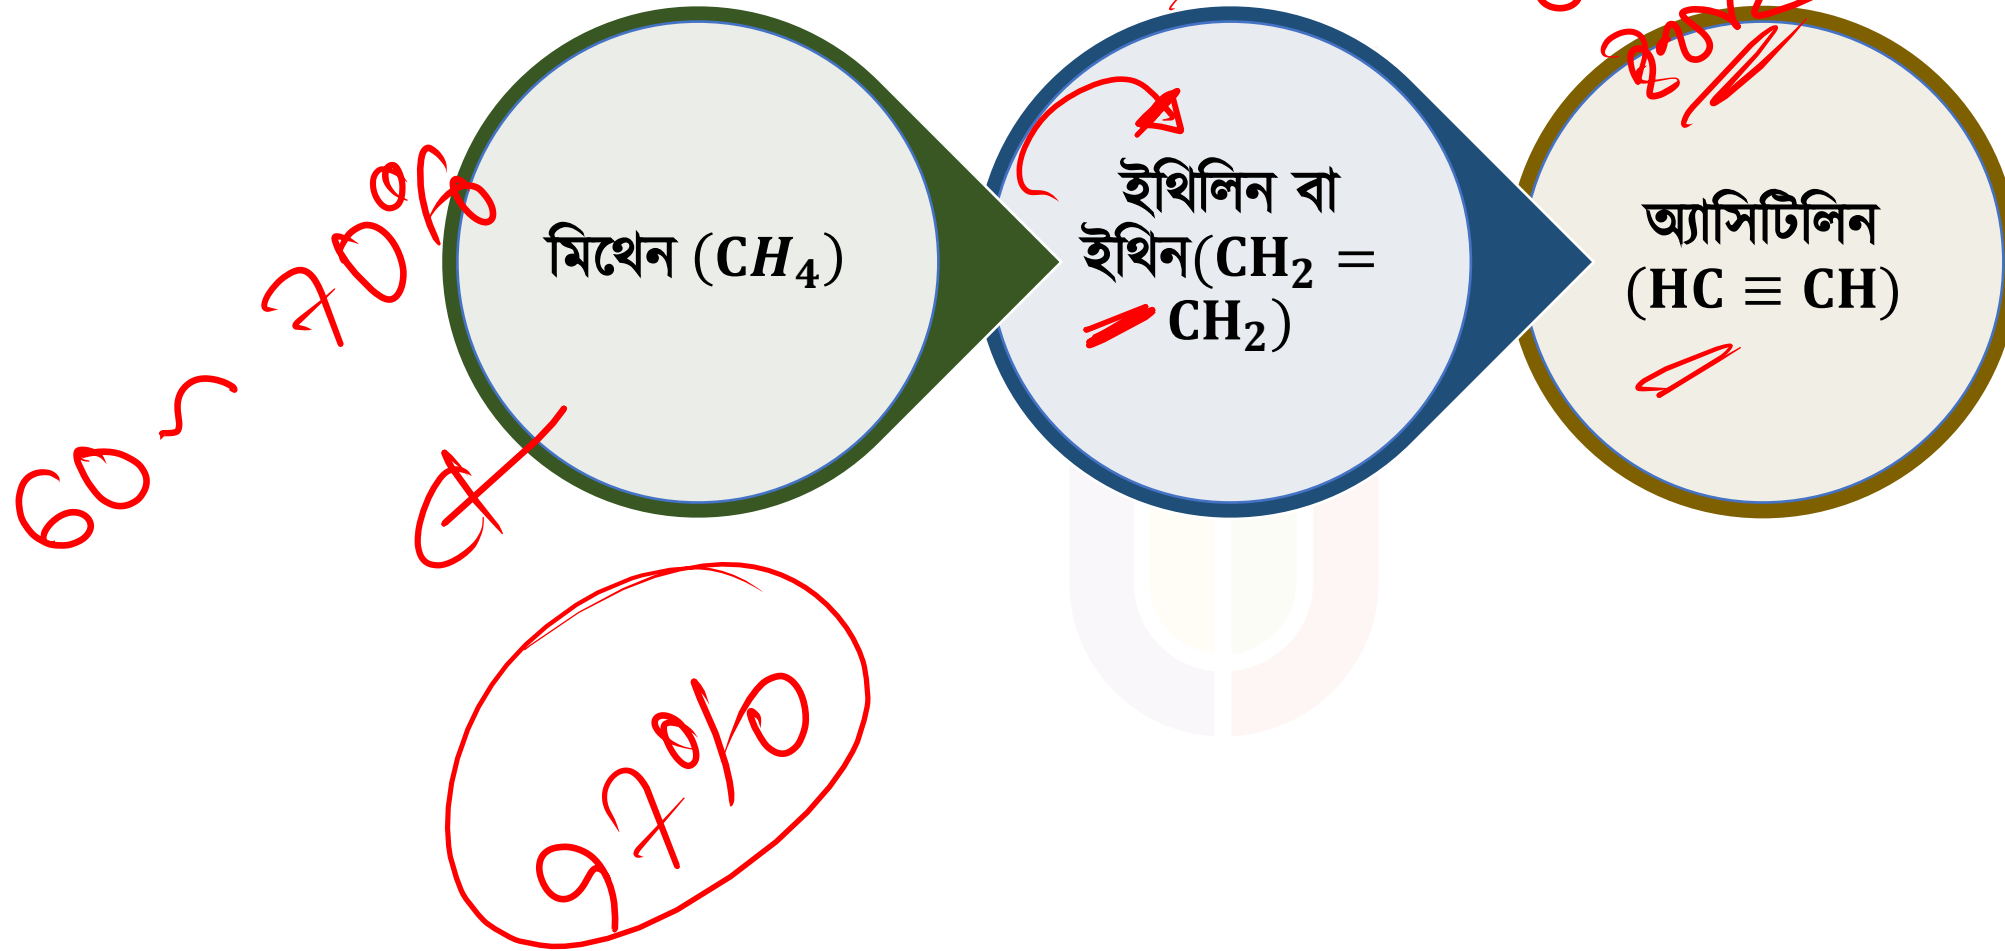 মিথেন (CH₄)
ইথিলিন বা
ইথিন(CH₂ =
CH₂)
অ্যাসিটিলিন
(HC ≡ CH)
60 ~ 70%
97%